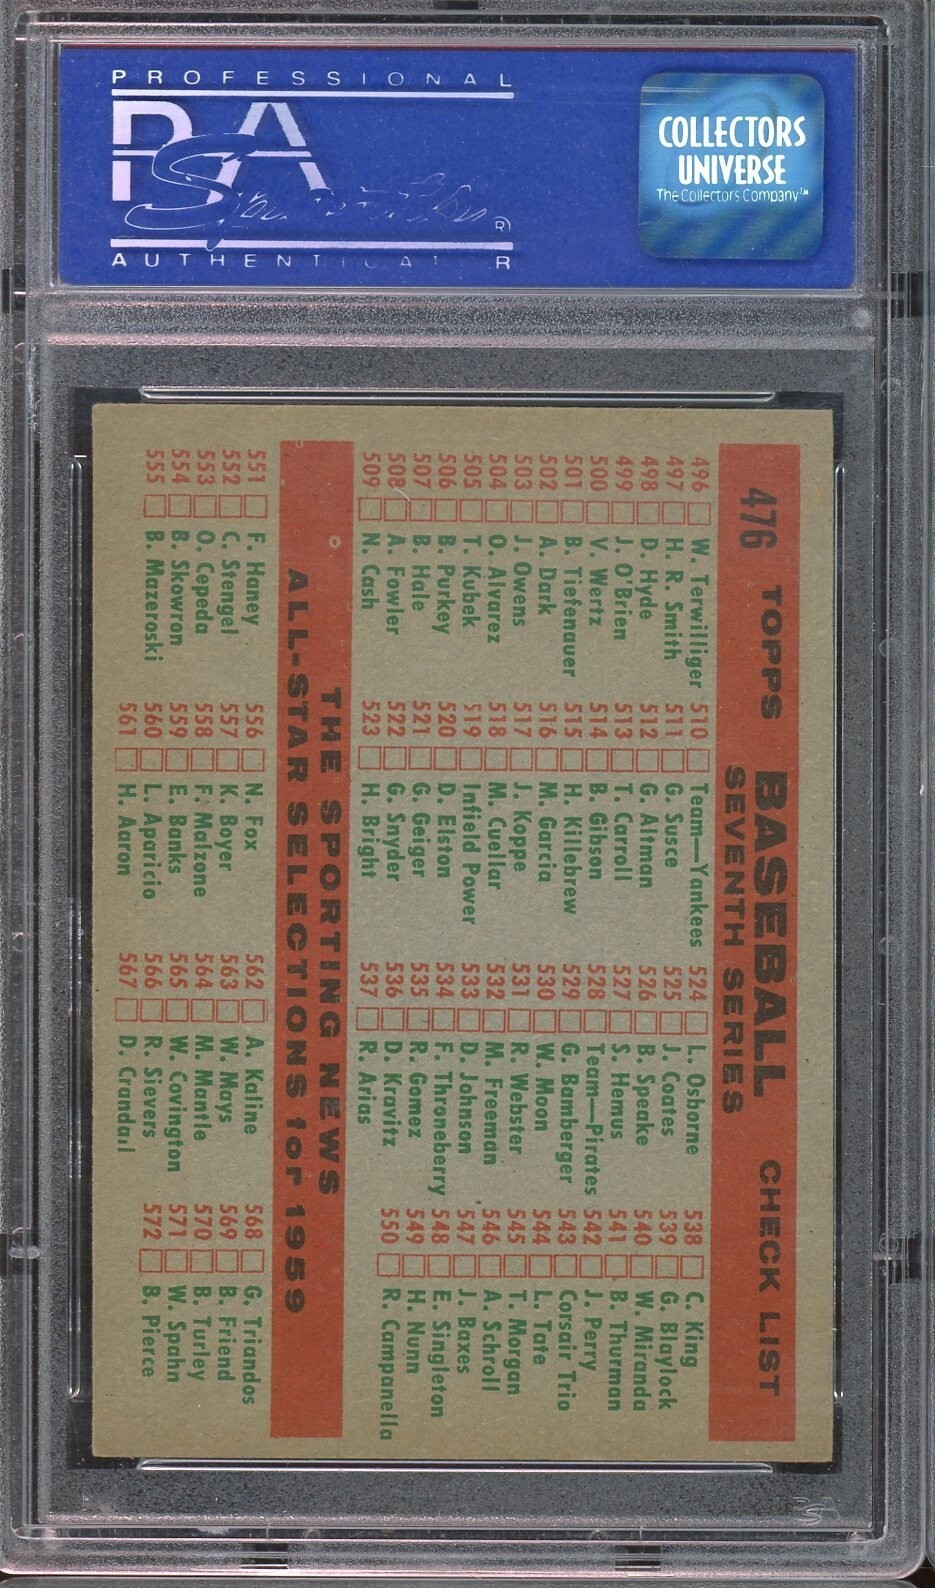 PROFESSIONAL
PSA
AUTHENTICATOR
R
COLLECTORS
UNIVERSE
The Collectors Company™
476 TOPPS BASEBALL CHECK LIST
SEVENTH SERIES
496 W. Terwilliger
497 H. R. Smith
498 D. Hyde
499 J. O'Brien
500 V. Wertz
501 B. Tiefenauer
502 A. Dark
503 J. Owens
504 O. Alvarez
505 T. Kubek
506 B. Purkey
507 B. Hale
508 A. Fowler
509 N. Cash
510 Team—Yankees
511 G. Susce
512 G. Altman
513 T. Carroll
514 B. Gibson
515 H. Killebrew
516 M. Garcia
517 J. Koppe
518 M. Cuellar
519 Infield Power
520 D. Elston
521 G. Geiger
522 G. Snyder
523 H. Bright
524 L. Osborne
525 J. Coates
526 B. Speake
527 S. Hemus
528 Team—Pirates
529 G. Bamberger
530 W. Moon
531 R. Webster
532 M. Freeman
533 D. Johnson
534 F. Throneberry
535 R. Gomez
536 D. Kravitz
537 R. Arias
538 C. King
539 G. Blaylock
540 W. Miranda
541 B. Thurman
542 J. Perry
543 Corsair Trio
544 L. Tate
545 T. Morgan
546 A. Schroll
547 J. Baxes
548 E. Singleton
549 H. Nunn
550 R. Campanella
THE SPORTING NEWS
ALL-STAR SELECTIONS for 1959
551 F. Haney
552 C. Stengel
553 O. Cepeda
554 B. Skowron
555 B. Mazeroski
556 N. Fox
557 K. Boyer
558 F. Malzone
559 E. Banks
560 L. Aparicio
561 H. Aaron
562 A. Kaline
563 W. Mays
564 M. Mantle
565 W. Covington
566 R. Sievers
567 D. Crandall
568 G. Triandos
569 B. Friend
570 B. Turley
571 W. Spahn
572 B. Pierce
PSA